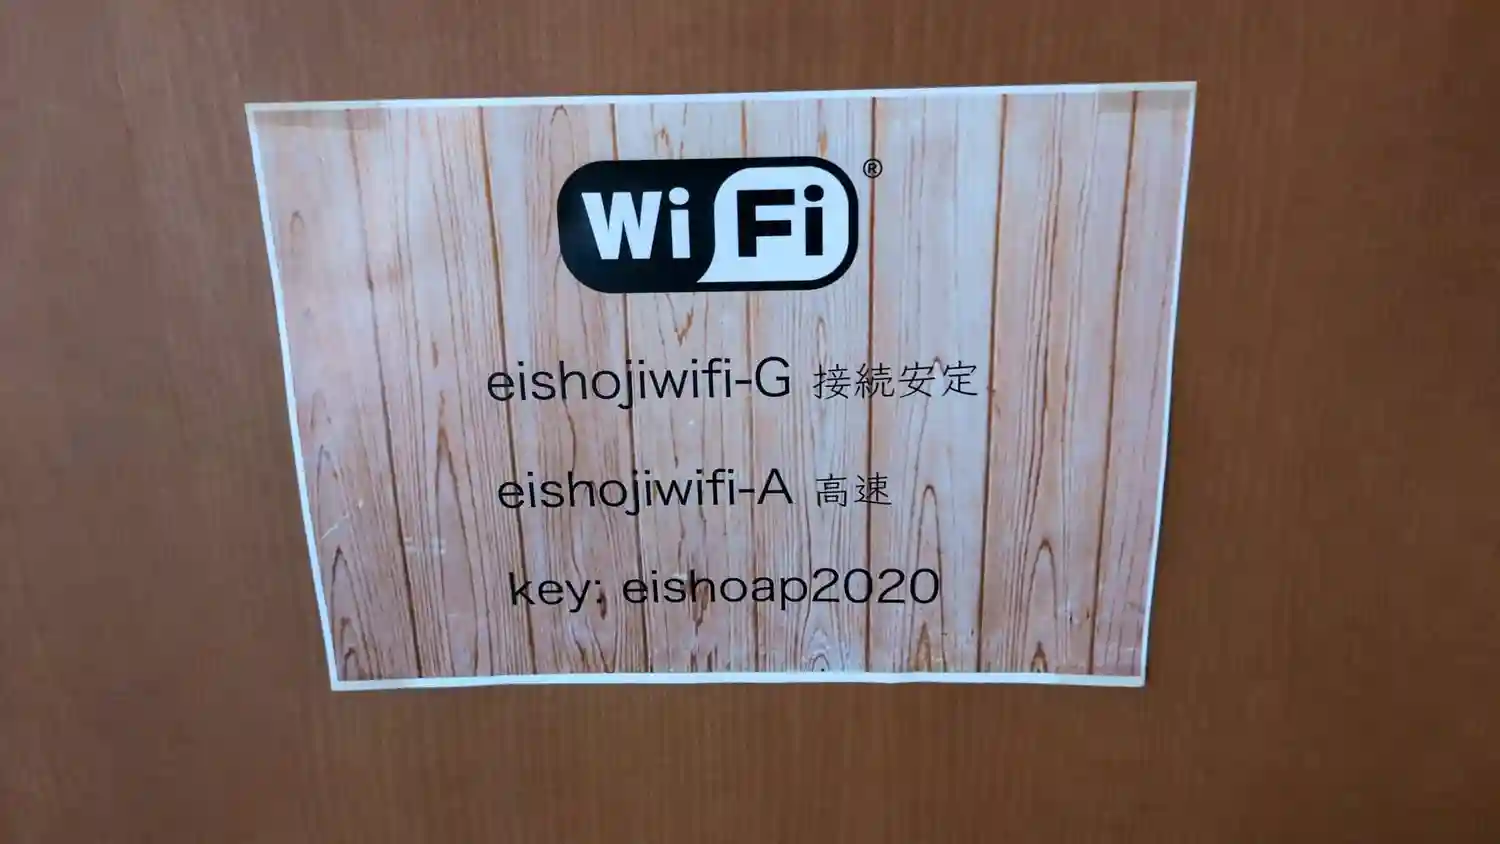 WiFi®
eishojiwifi-G 接続安定
eishojiwifi-A 高速
key: eishoap2020